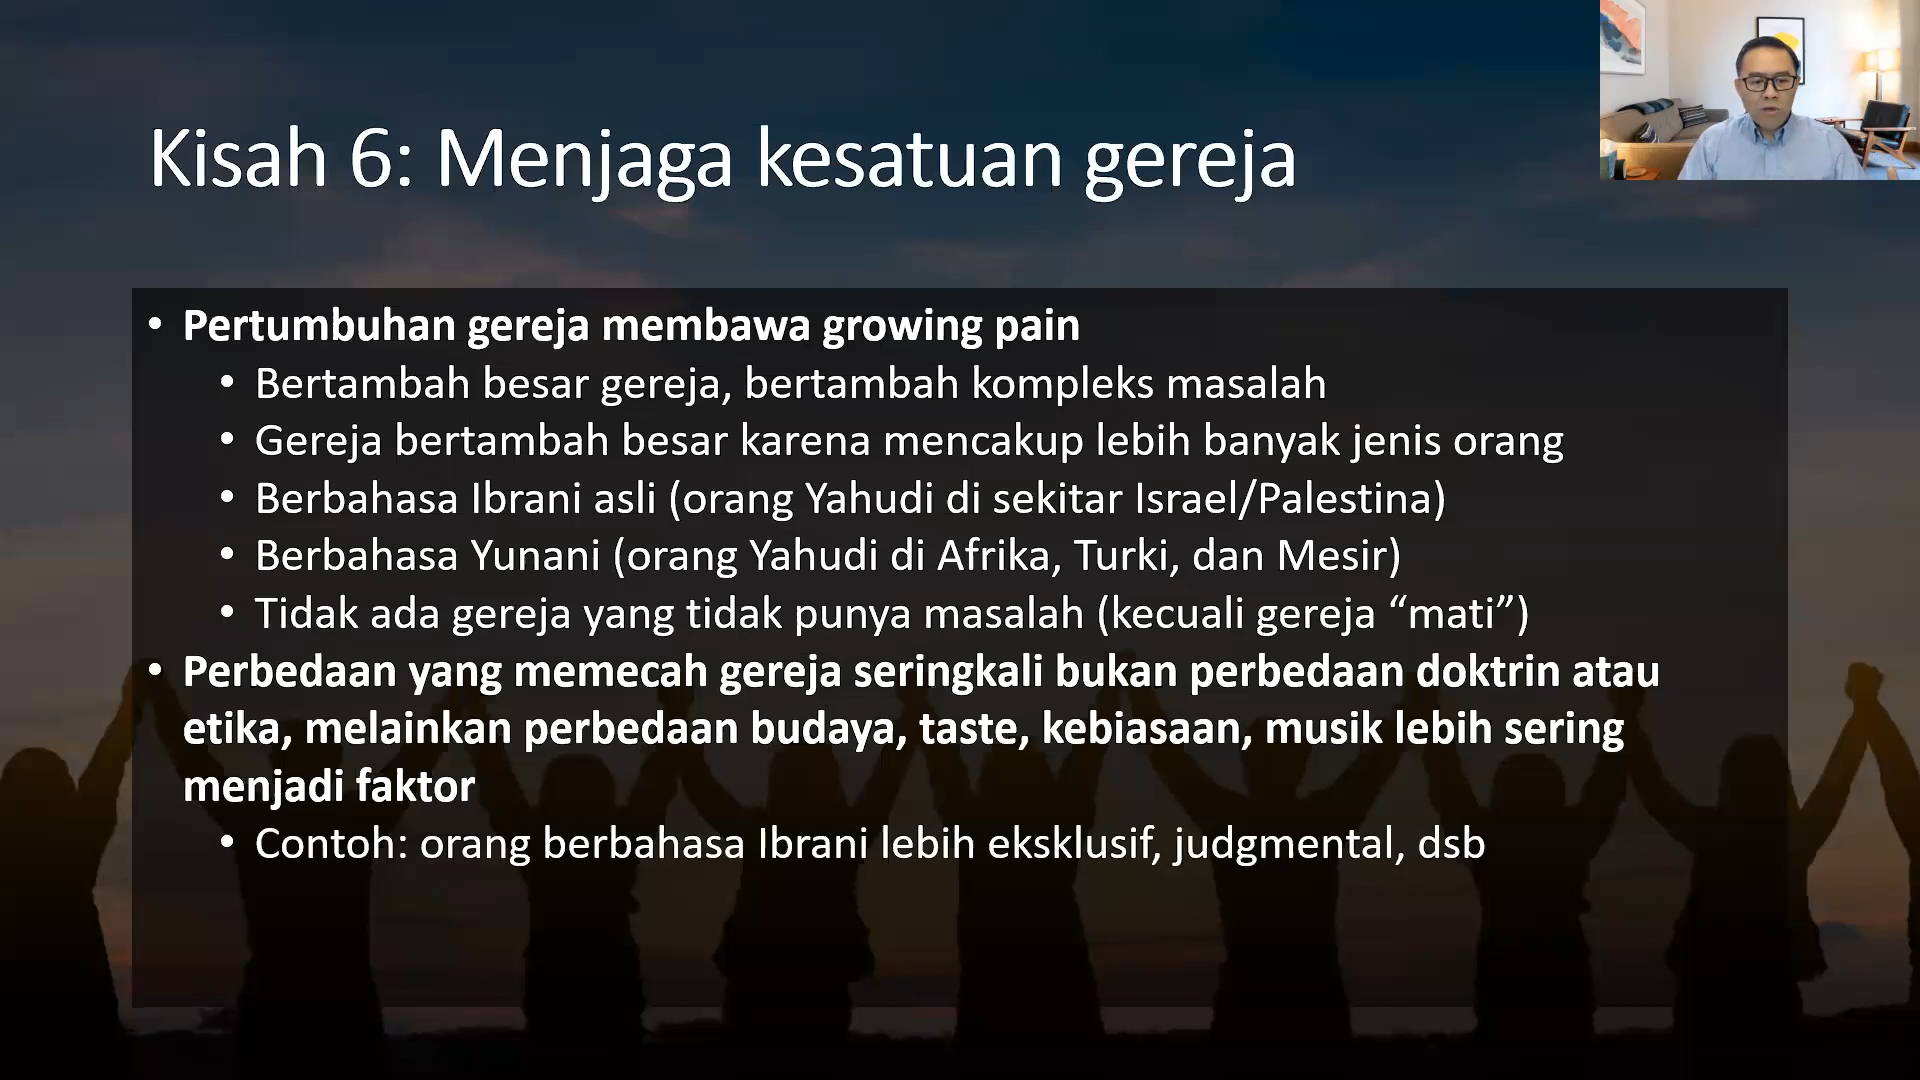 Kisah 6: Menjaga kesatuan gereja
• Pertumbuhan gereja membawa growing pain
• Bertambah besar gereja, bertambah kompleks masalah
• Gereja bertambah besar karena mencakup lebih banyak jenis orang
• Berbahasa Ibrani asli (orang Yahudi di sekitar Israel/Palestina)
• Berbahasa Yunani (orang Yahudi di Afrika, Turki, dan Mesir)
• Tidak ada gereja yang tidak punya masalah (kecuali gereja “mati”)
• Perbedaan yang memecah gereja seringkali bukan perbedaan doktrin atau
etika, melainkan perbedaan budaya, taste, kebiasaan, musik lebih sering
menjadi faktor
• Contoh: orang berbahasa Ibrani lebih eksklusif, judgmental, dsb